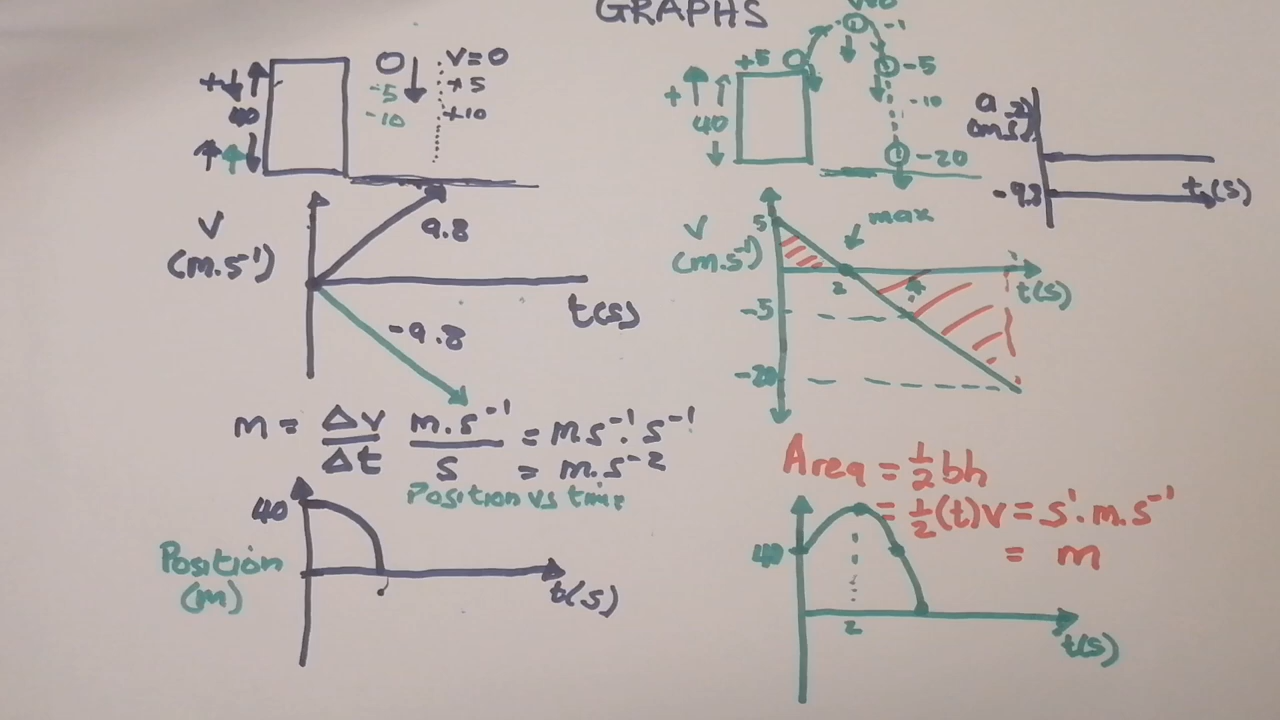 GRAPHS
V=0
-1
V=0
+
40
-5
-10
+5
+10
+5
-5
+
40
-10
-20
a
(m.s⁻²)
-9.8
t(s)
V
(m.s⁻¹)
9.8
t(s)
-9.8
max
5
V
(m.s⁻¹)
2
t(s)
-5
-20
m = Δv/Δt m.s⁻¹/s = m.s⁻¹.s⁻¹
= m.s⁻²
Position vs time
40
Position
(m)
t(s)
Area = ½bh
= ½(t)v = s¹.m.s⁻¹
= m
40
2
t(s)